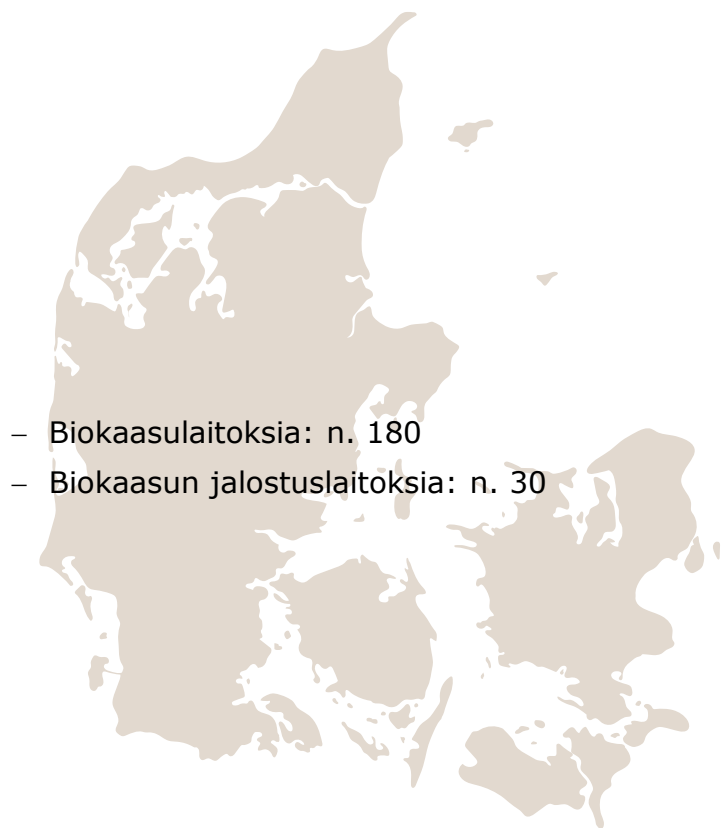 – Biokaasulaitoksia: n. 180
– Biokaasun jalostuslaitoksia: n. 30